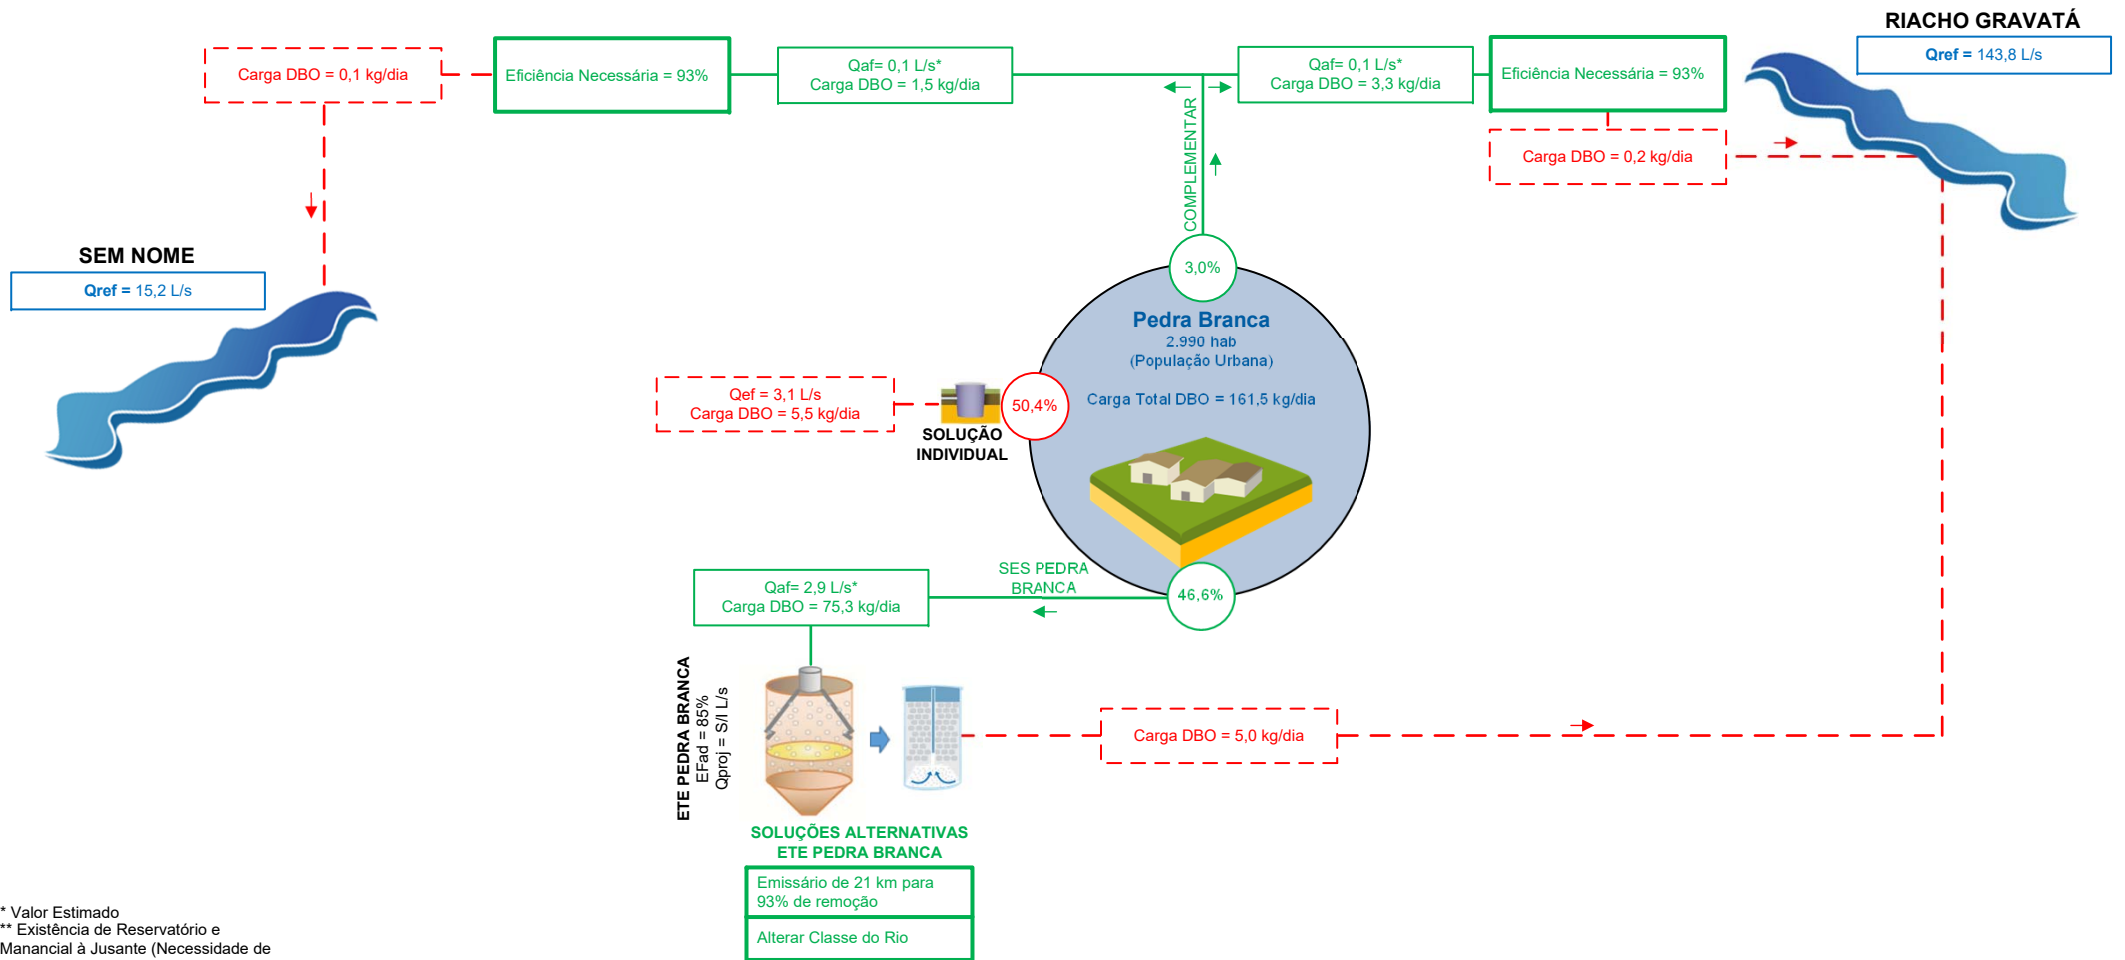 RIACHO GRAVATÁ
Qref = 143,8 L/s
Carga DBO = 0,1 kg/dia
Eficiência Necessária = 93%
Qaf= 0,1 L/s*
Carga DBO = 1,5 kg/dia
Qaf= 0,1 L/s*
Carga DBO = 3,3 kg/dia
Eficiência Necessária = 93%
Carga DBO = 0,2 kg/dia
COMPLEMENTAR
SEM NOME
Qref = 15,2 L/s
3,0%
Pedra Branca
2.990 hab
(População Urbana)
Carga Total DBO = 161,5 kg/dia
Qef = 3,1 L/s
Carga DBO = 5,5 kg/dia
50,4%
SOLUÇÃO
INDIVIDUAL
SES PEDRA
BRANCA
46,6%
Qaf= 2,9 L/s*
Carga DBO = 75,3 kg/dia
ETE PEDRA BRANCA
EFad = 85%
Qproj = S/I L/s
Carga DBO = 5,0 kg/dia
SOLUÇÕES ALTERNATIVAS
ETE PEDRA BRANCA
Emissário de 21 km para
93% de remoção
Alterar Classe do Rio
* Valor Estimado
** Existência de Reservatório e
Manancial à Jusante (Necessidade de